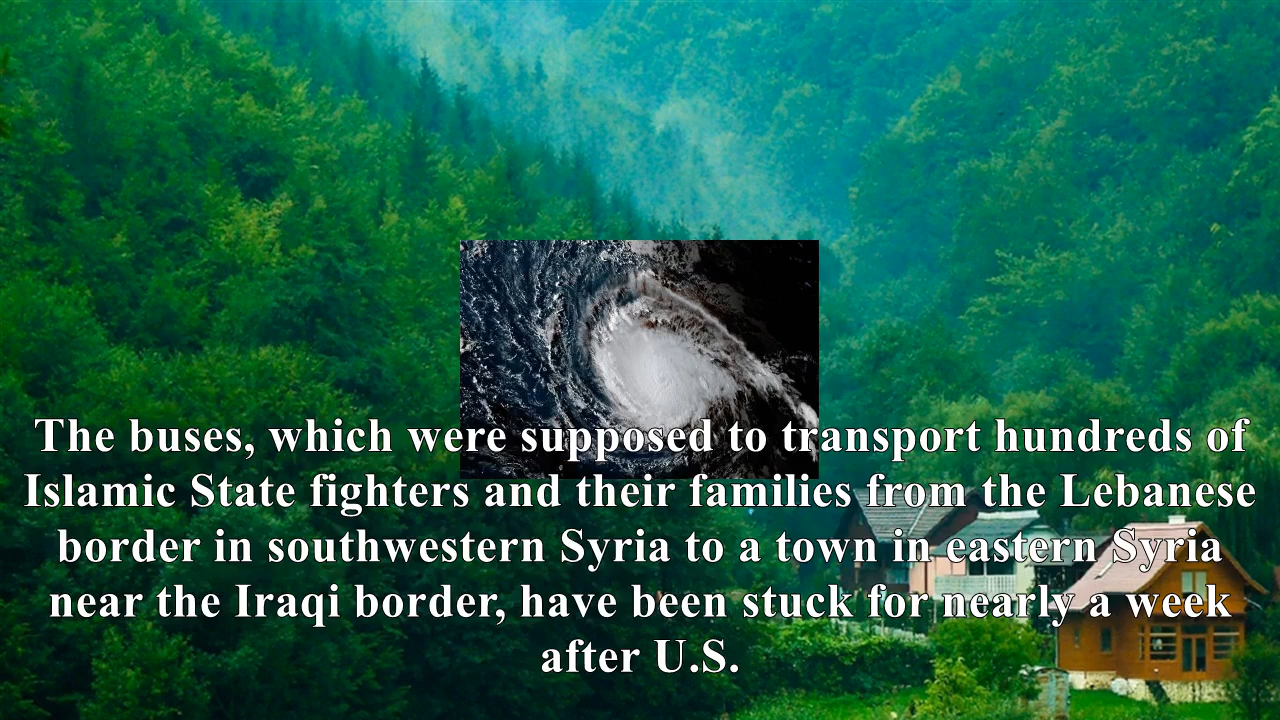 The buses, which were supposed to transport hundreds of
Islamic State fighters and their families from the Lebanese
border in southwestern Syria to a town in eastern Syria
near the Iraqi border, have been stuck for nearly a week
after U.S.